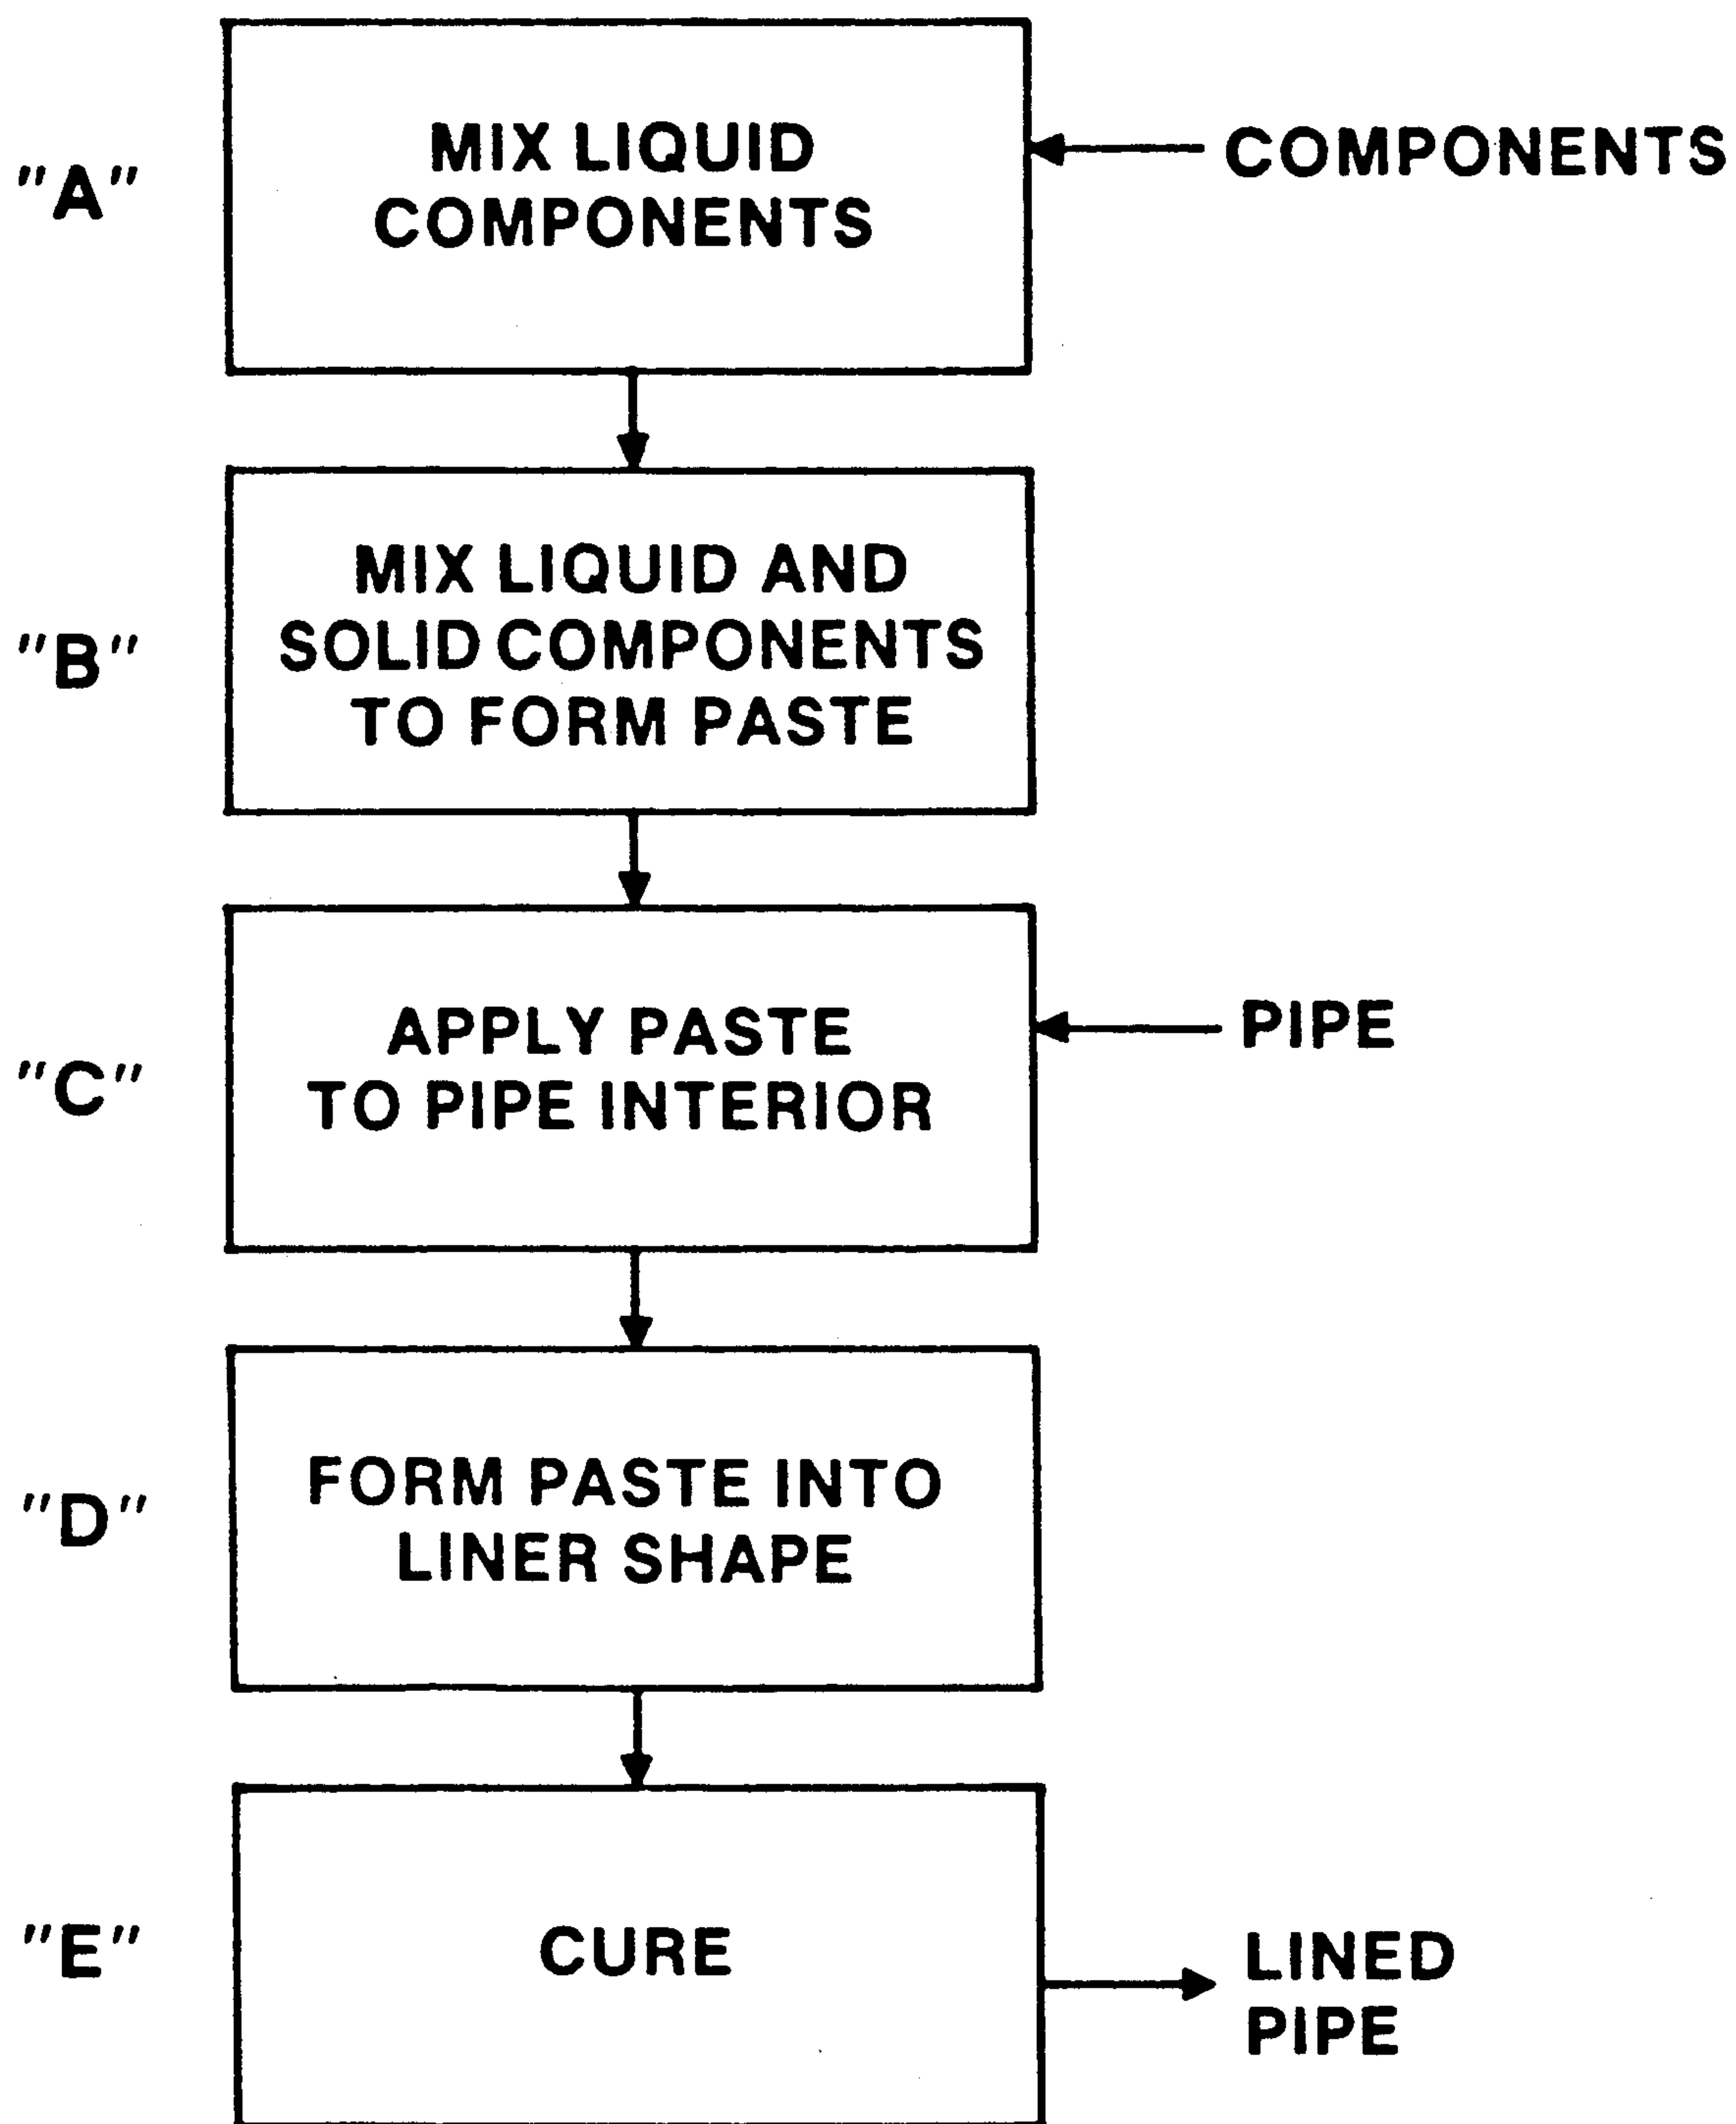 "A"
MIX LIQUID
COMPONENTS
COMPONENTS
"B"
MIX LIQUID AND
SOLID COMPONENTS
TO FORM PASTE
"C"
APPLY PASTE
TO PIPE INTERIOR
PIPE
"D"
FORM PASTE INTO
LINER SHAPE
"E"
CURE
LINED
PIPE